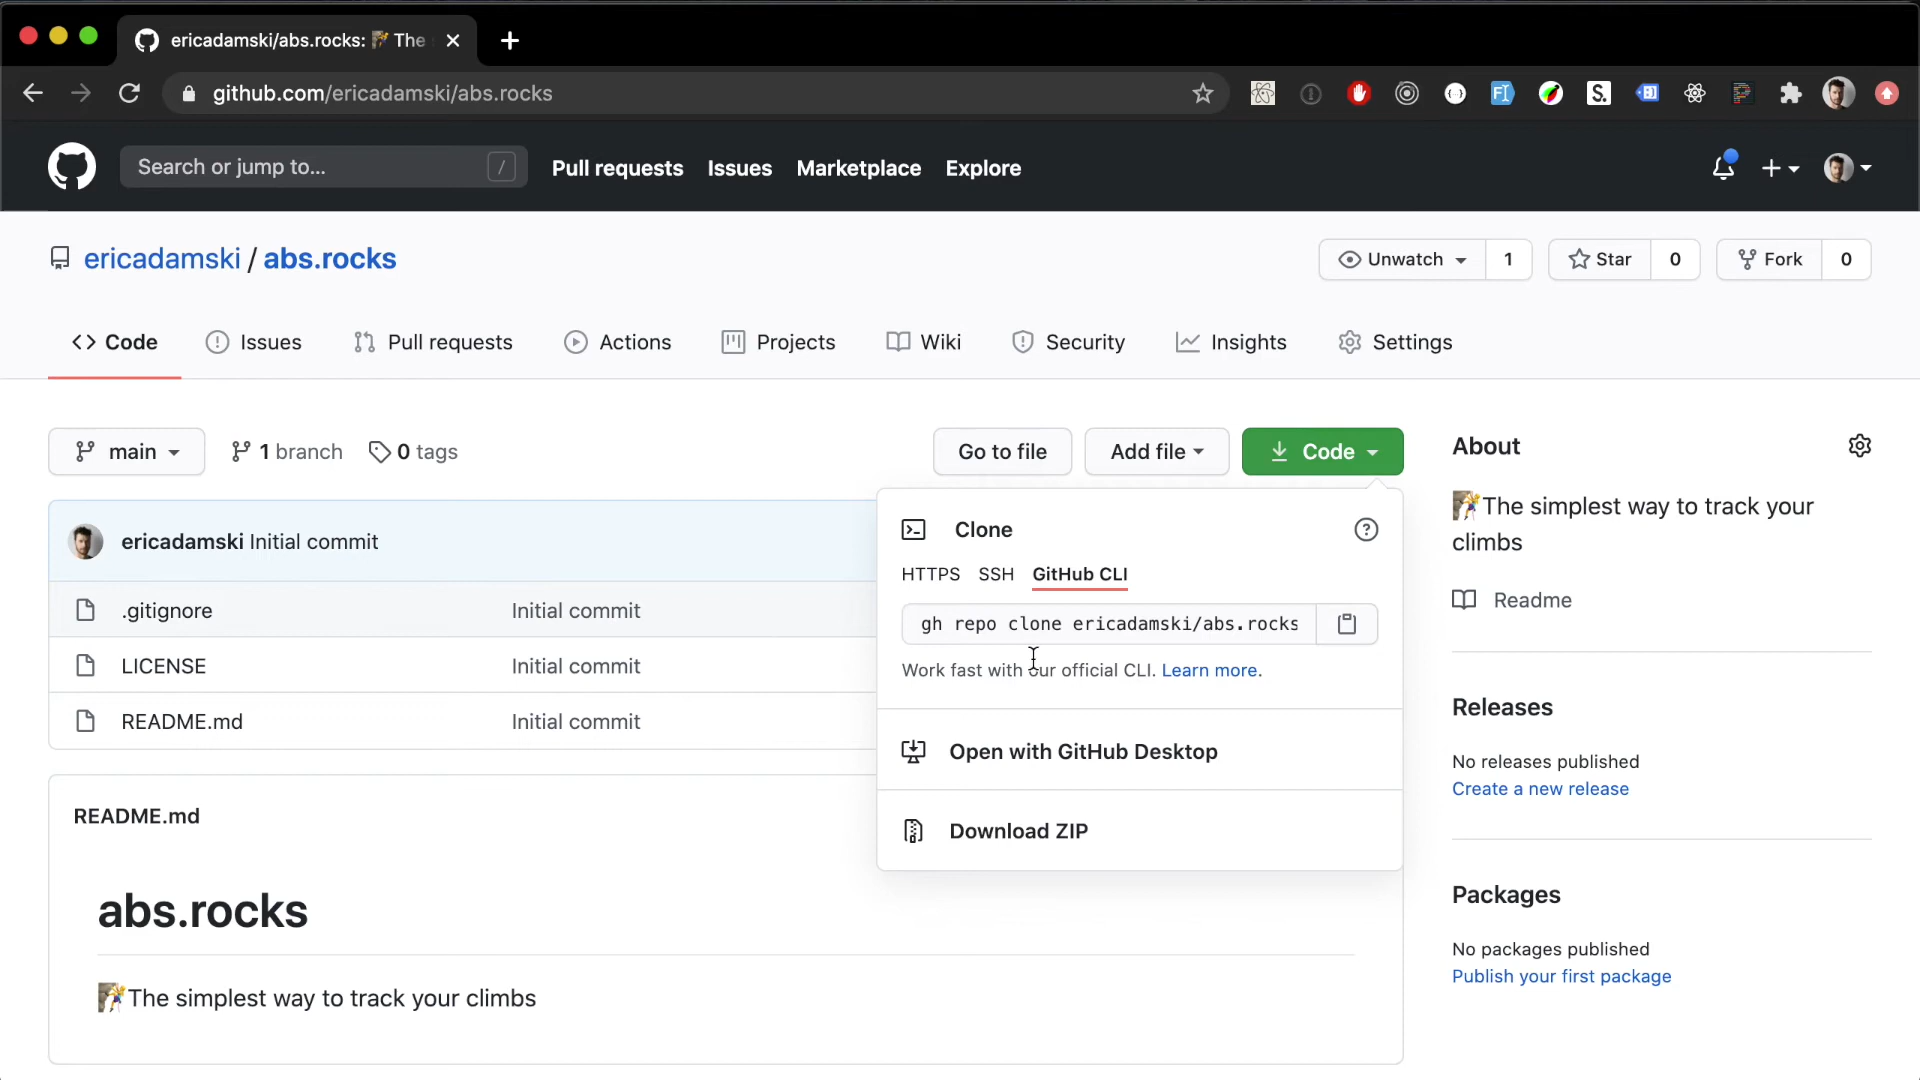 ericadamski/abs.rocks: The
github.com/ericadamski/abs.rocks
Search or jump to... /
Pull requests Issues Marketplace Explore
ericadamski / abs.rocks
Unwatch 1 Star 0 Fork 0
Code Issues Pull requests Actions Projects Wiki Security Insights Settings
main 1 branch 0 tags
Go to file Add file Code
ericadamski Initial commit
.gitignore Initial commit
LICENSE Initial commit
README.md Initial commit
Clone
HTTPS SSH GitHub CLI
gh repo clone ericadamski/abs.rocks
Work fast with our official CLI. Learn more.
Open with GitHub Desktop
Download ZIP
README.md
abs.rocks
The simplest way to track your climbs
About
The simplest way to track your
climbs
Readme
Releases
No releases published
Create a new release
Packages
No packages published
Publish your first package